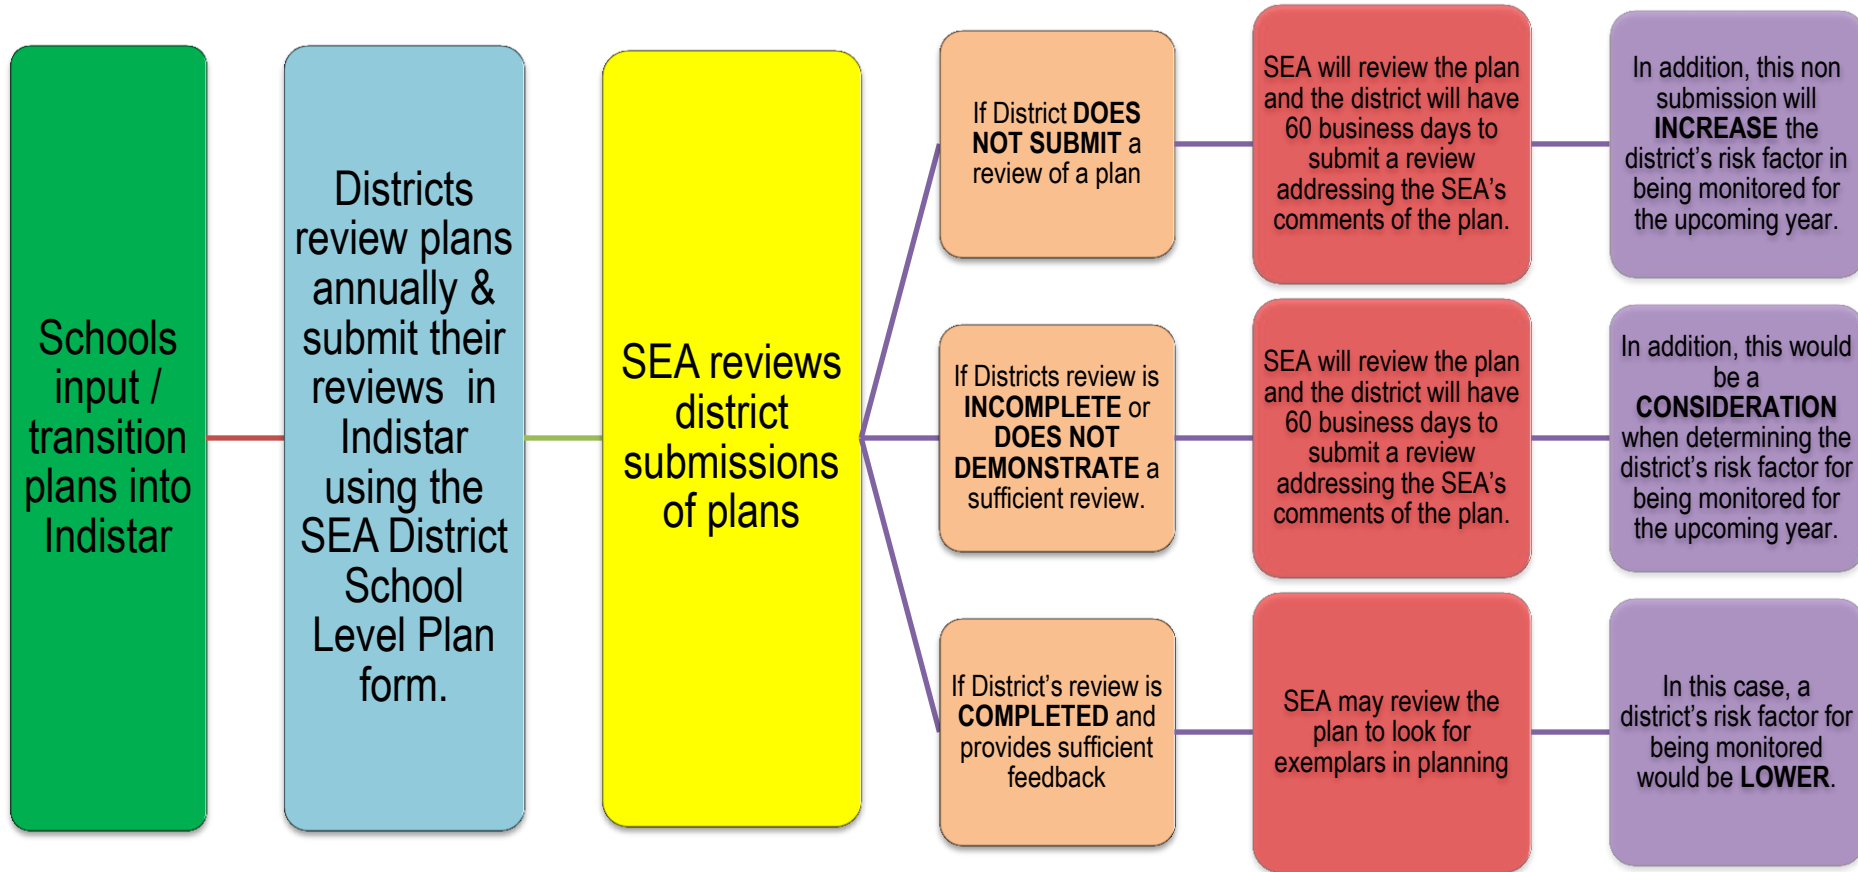 Schools
input /
transition
plans into
Indistar
Districts
review plans
annually &
submit their
reviews in
Indistar
using the
SEA District
School
Level Plan
form.
SEA reviews
district
submissions
of plans
If District DOES
NOT SUBMIT a
review of a plan
SEA will review the plan
and the district will have
60 business days to
submit a review
addressing the SEA's
comments of the plan.
In addition, this non
submission will
INCREASE the
district's risk factor in
being monitored for
the upcoming year.
If Districts review is
INCOMPLETE or
DOES NOT
DEMONSTRATE a
sufficient review.
SEA will review the plan
and the district will have
60 business days to
submit a review
addressing the SEA's
comments of the plan.
In addition, this would
be a
CONSIDERATION
when determining the
district's risk factor for
being monitored for
the upcoming year.
If District's review is
COMPLETED and
provides sufficient
feedback
SEA may review the
plan to look for
exemplars in planning
In this case, a
district's risk factor for
being monitored
would be LOWER.